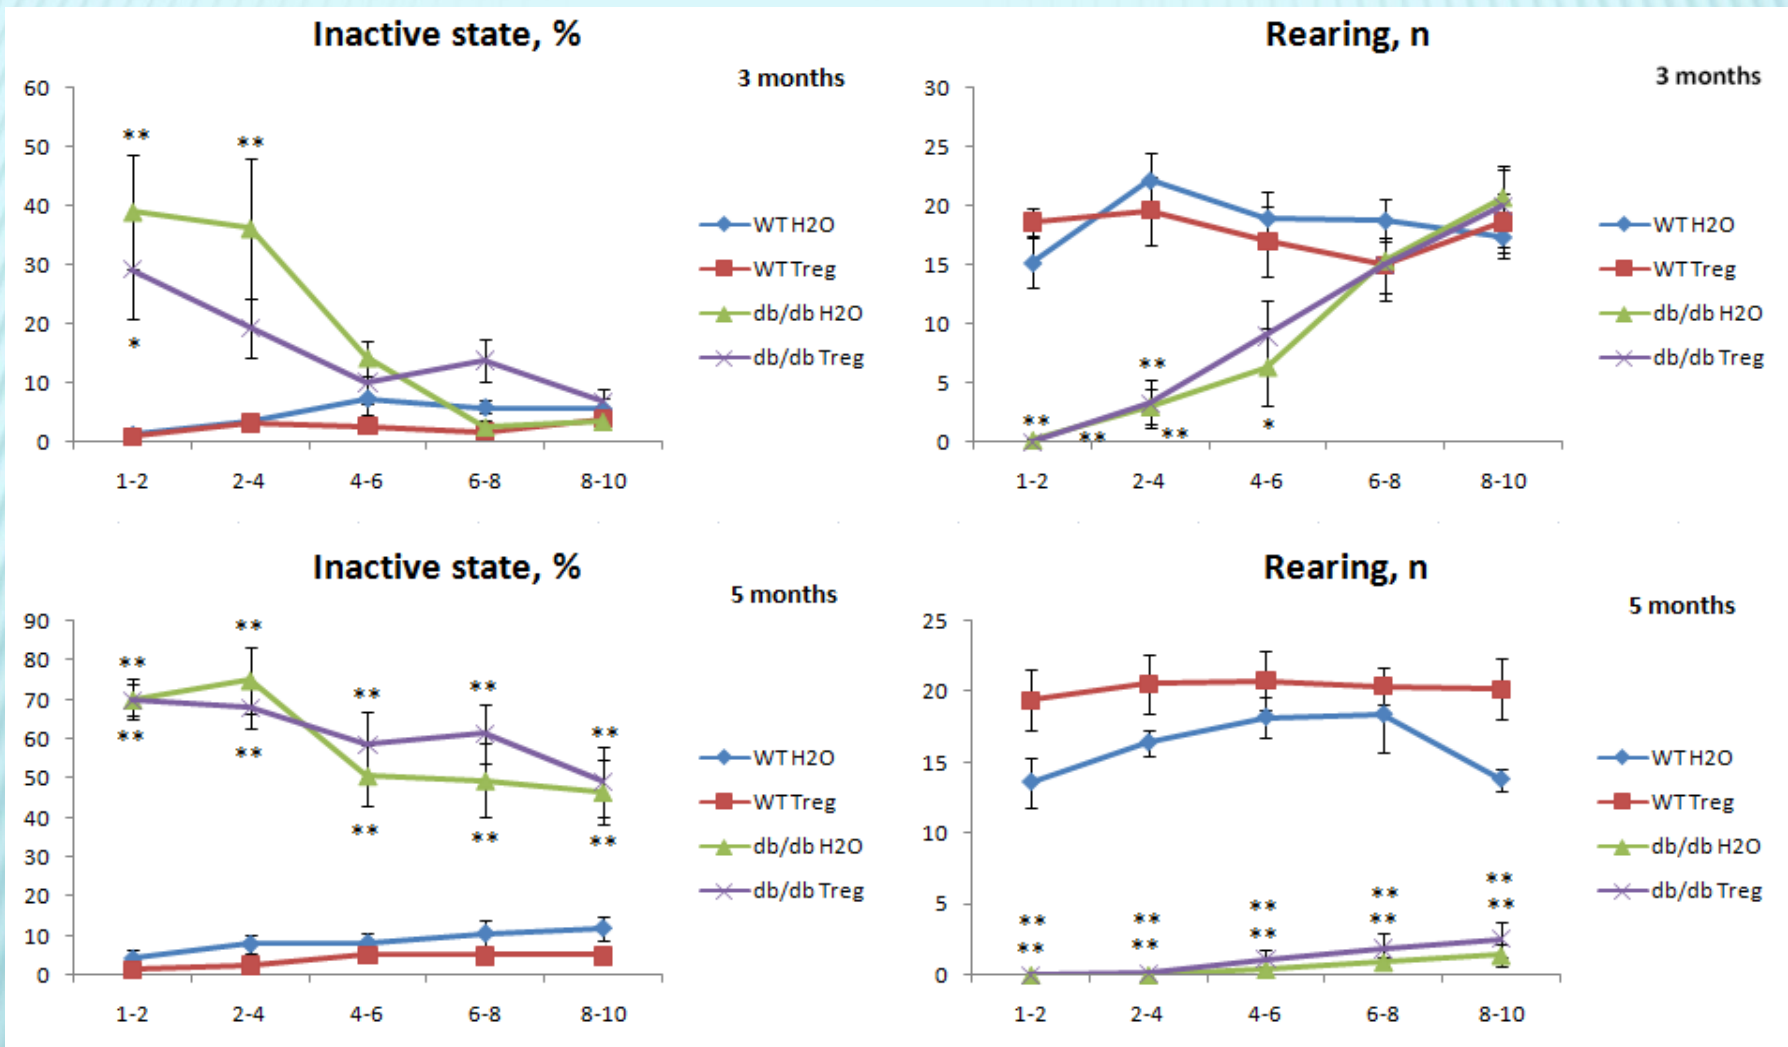 Inactive state, %
3 months
60
50
40
30
20
10
0
** **
*
1-2 2-4 4-6 6-8 8-10
WT H2O
WT Treg
db/db H2O
db/db Treg
Rearing, n
3 months
30
25
20
15
10
5
0
**
** ** **
*
1-2 2-4 4-6 6-8 8-10
WT H2O
WT Treg
db/db H2O
db/db Treg
Inactive state, %
5 months
90
80
70
60
50
40
30
20
10
0
** ** ** ** **
** ** ** ** **
1-2 2-4 4-6 6-8 8-10
WT H2O
WT Treg
db/db H2O
db/db Treg
Rearing, n
5 months
25
20
15
10
5
0
** ** ** ** **
** ** ** ** **
1-2 2-4 4-6 6-8 8-10
WT H2O
WT Treg
db/db H2O
db/db Treg